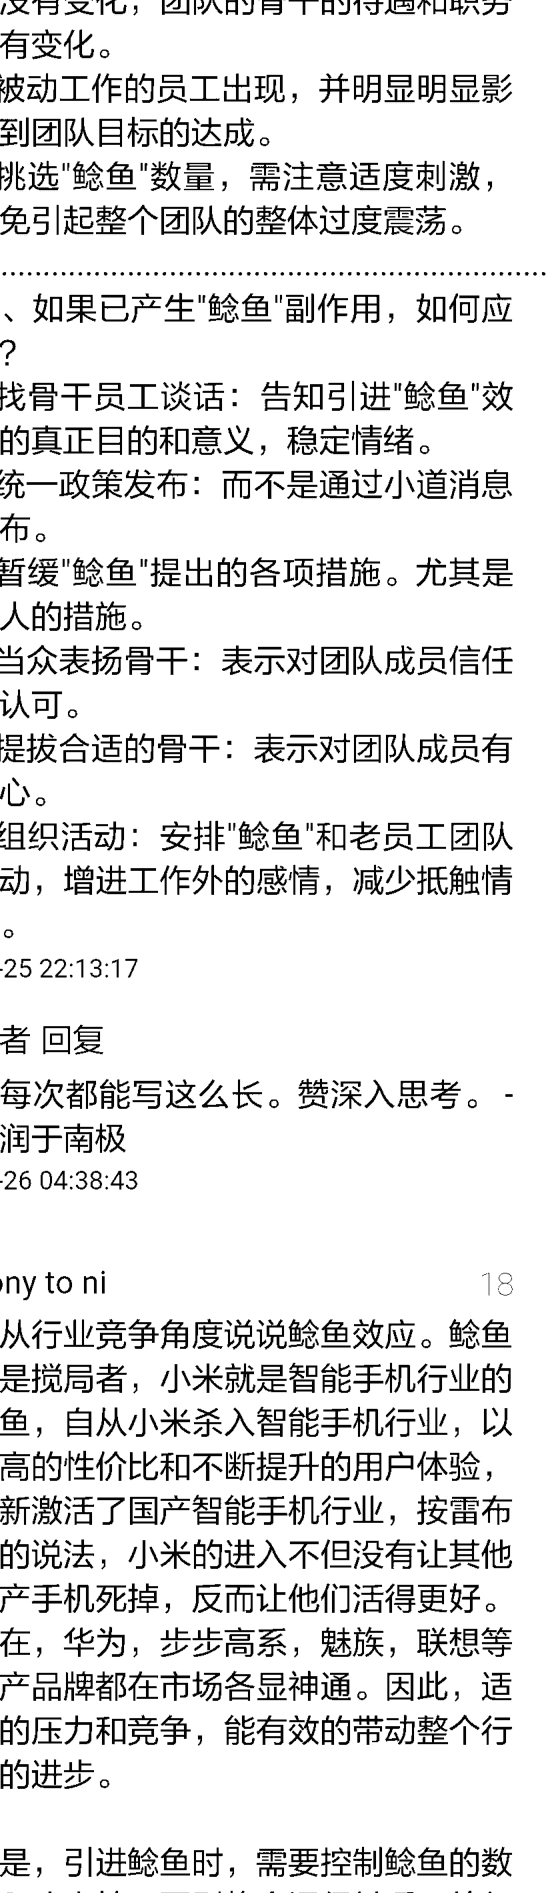 没有变化，团队的骨干的待遇和职务
有变化。
被动工作的员工出现，并明显明显影
到团队目标的达成。
挑选"鲶鱼"数量，需注意适度刺激，
免引起整个团队的整体过度震荡。
、如果已产生"鲶鱼"副作用，如何应
？
找骨干员工谈话：告知引进"鲶鱼"效
的真正目的和意义，稳定情绪。
统一政策发布：而不是通过小道消息
布。
暂缓"鲶鱼"提出的各项措施。尤其是
人的措施。
当众表扬骨干：表示对团队成员信任
认可。
提拔合适的骨干：表示对团队成员有
心。
组织活动：安排"鲶鱼"和老员工团队
动，增进工作外的感情，减少抵触情
。
-25 22:13:17
者 回复
每次都能写这么长。赞深入思考。 -
润于南极
-26 04:38:43
ony to ni
18
从行业竞争角度说说鲶鱼效应。鲶鱼
是搅局者，小米就是智能手机行业的
鱼，自从小米杀入智能手机行业，以
高的性价比和不断提升的用户体验，
新激活了国产智能手机行业，按雷布
的说法，小米的进入不但没有让其他
产手机死掉，反而让他们活得更好。
在，华为，步步高系，魅族，联想等
产品牌都在市场各显神通。因此，适
的压力和竞争，能有效的带动整个行
的进步。
是，引进鲶鱼时，需要控制鲶鱼的数